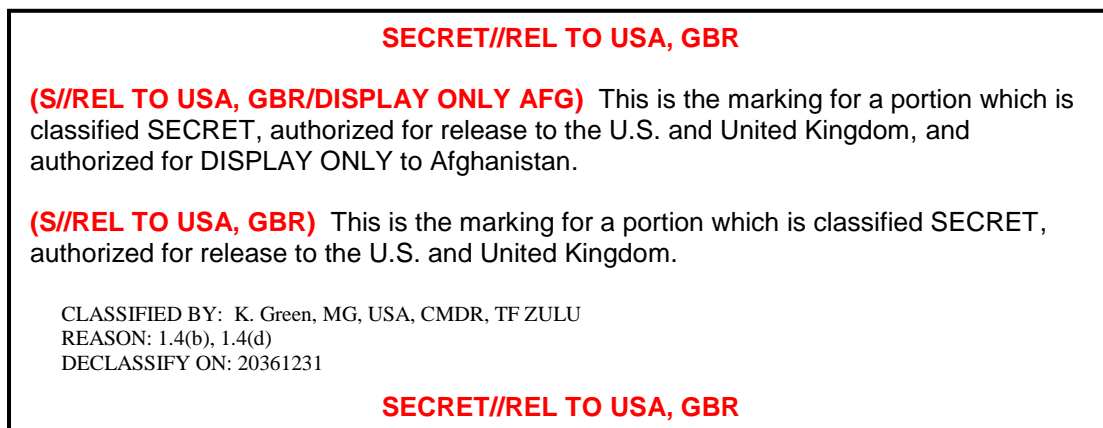 SECRET//REL TO USA, GBR
(S//REL TO USA, GBR/DISPLAY ONLY AFG) This is the marking for a portion which is
classified SECRET, authorized for release to the U.S. and United Kingdom, and
authorized for DISPLAY ONLY to Afghanistan.
(S//REL TO USA, GBR) This is the marking for a portion which is classified SECRET,
authorized for release to the U.S. and United Kingdom.
CLASSIFIED BY: K. Green, MG, USA, CMDR, TF ZULU
REASON: 1.4(b), 1.4(d)
DECLASSIFY ON: 20361231
SECRET//REL TO USA, GBR